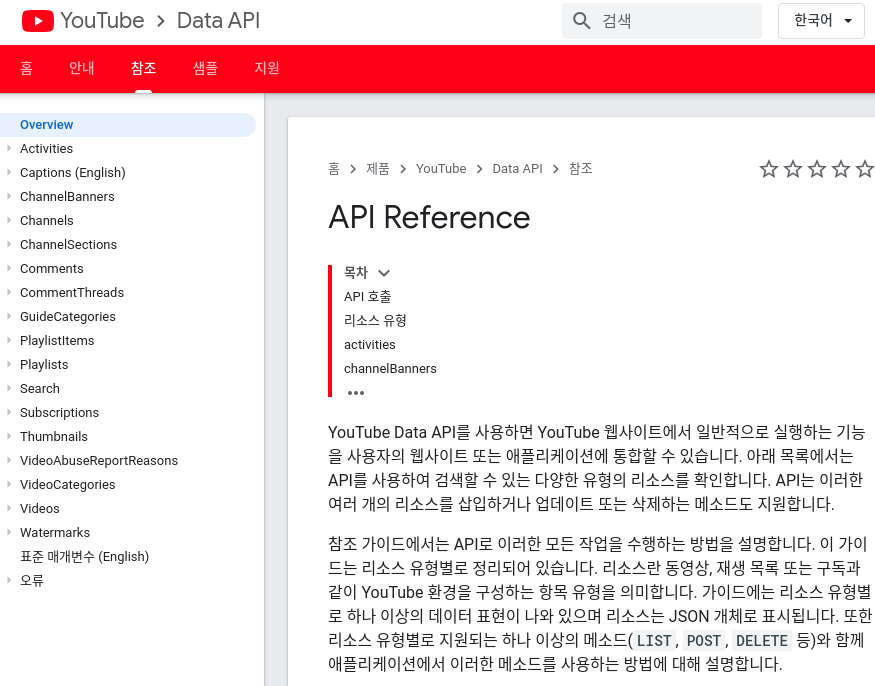 YouTube > Data API
검색
한국어
홈 안내 참조 샘플 지원
Overview
Activities
Captions (English)
ChannelBanners
Channels
ChannelSections
Comments
CommentThreads
GuideCategories
PlaylistItems
Playlists
Search
Subscriptions
Thumbnails
VideoAbuseReportReasons
VideoCategories
Videos
Watermarks
표준 매개변수 (English)
오류
홈 > 제품 > YouTube > Data API > 참조
API Reference
목차
API 호출
리소스 유형
activities
channelBanners
YouTube Data API를 사용하면 YouTube 웹사이트에서 일반적으로 실행하는 기능
을 사용자의 웹사이트 또는 애플리케이션에 통합할 수 있습니다. 아래 목록에서는
API를 사용하여 검색할 수 있는 다양한 유형의 리소스를 확인합니다. API는 이러한
여러 개의 리소스를 삽입하거나 업데이트 또는 삭제하는 메소드도 지원합니다.
참조 가이드에서는 API로 이러한 모든 작업을 수행하는 방법을 설명합니다. 이 가이
드는 리소스 유형별로 정리되어 있습니다. 리소스란 동영상, 재생 목록 또는 구독과
같이 YouTube 환경을 구성하는 항목 유형을 의미합니다. 가이드에는 리소스 유형별
로 하나 이상의 데이터 표현이 나와 있으며 리소스는 JSON 개체로 표시됩니다. 또한
리소스 유형별로 지원되는 하나 이상의 메소드(LIST, POST, DELETE 등)와 함께
애플리케이션에서 이러한 메소드를 사용하는 방법에 대해 설명합니다.